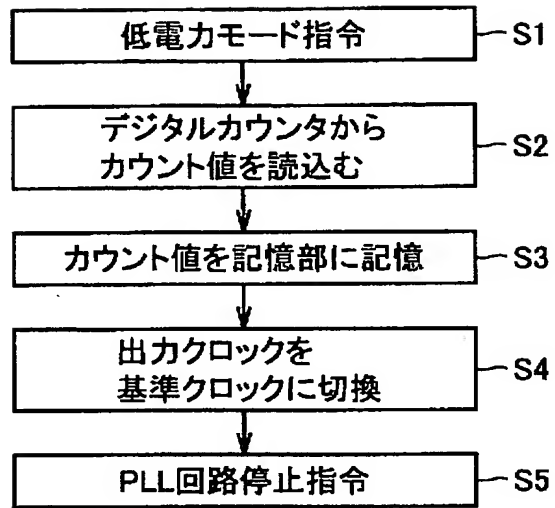 低電力モード指令 S1
デジタルカウンタから
カウント値を読込む S2
カウント値を記憶部に記憶 S3
出力クロックを
基準クロックに切換 S4
PLL回路停止指令 S5